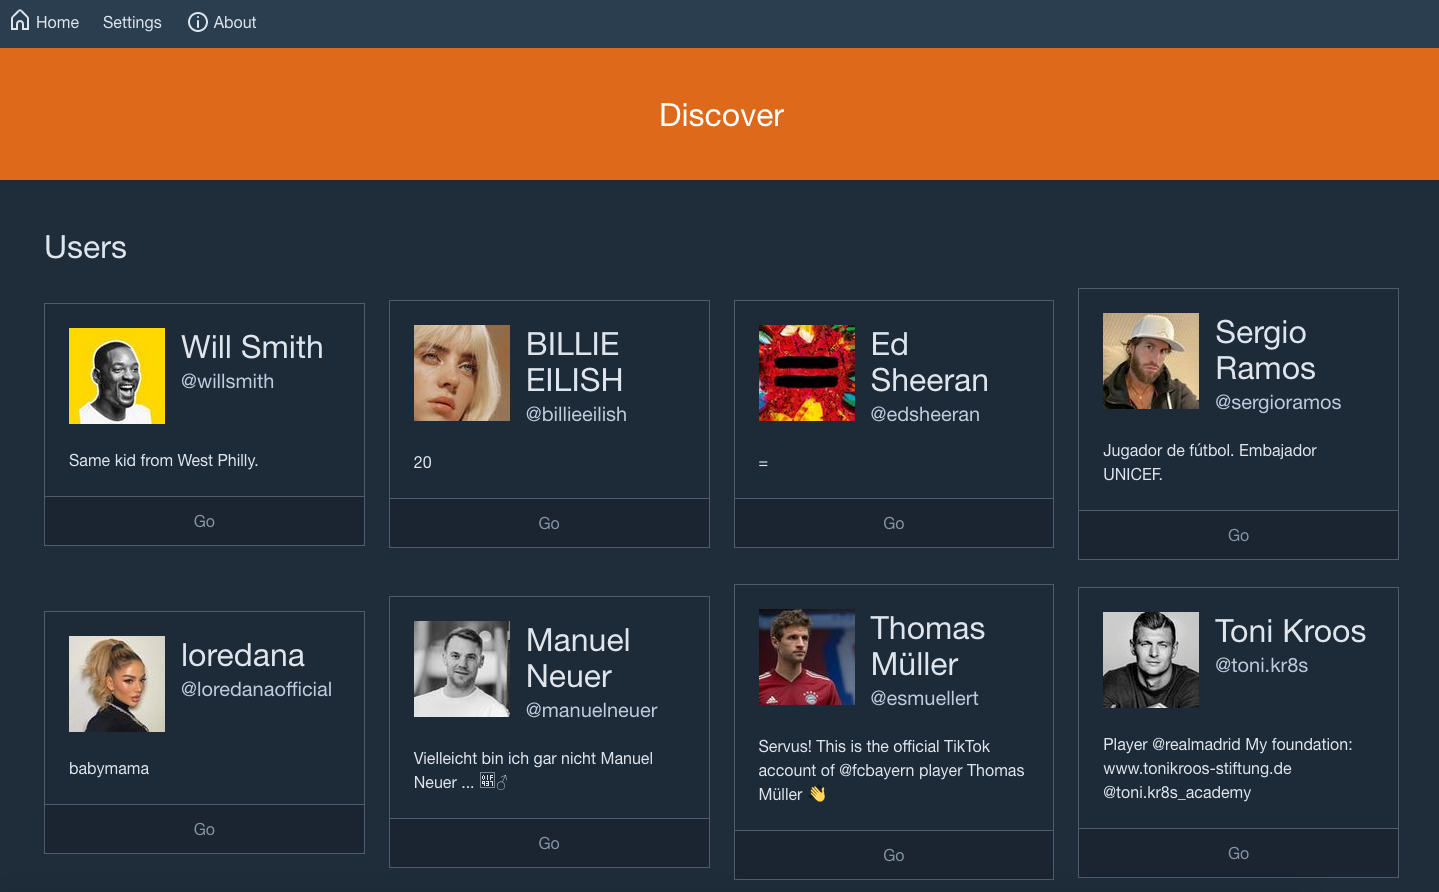 Home Settings About
Discover
Users
Will Smith
@willsmith
Same kid from West Philly.
Go
BILLIE
EILISH
@billieeilish
20
Go
Ed
Sheeran
@edsheeran
=
Go
Sergio
Ramos
@sergioramos
Jugador de fútbol. Embajador
UNICEF.
Go
loredana
@loredanaofficial
babymama
Go
Manuel
Neuer
@manuelneuer
Vielleicht bin ich gar nicht Manuel
Neuer ... ♂
Go
Thomas
Müller
@esmuellert
Servus! This is the official TikTok
account of @fcbayern player Thomas
Müller 👋
Go
Toni Kroos
@toni.kr8s
Player @realmadrid My foundation:
www.tonikroos-stiftung.de
@toni.kr8s_academy
Go